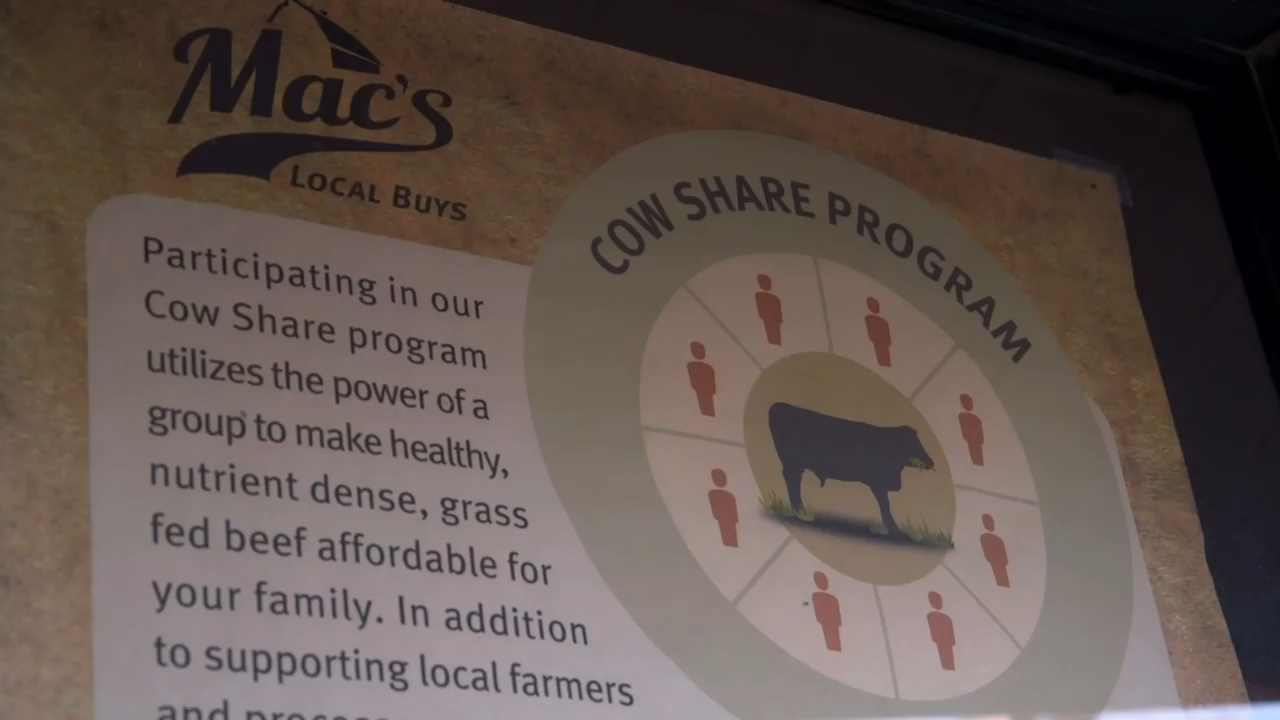 Mac's
LOCAL BUYS
COW SHARE PROGRAM
Participating in our
Cow Share program
utilizes the power of a
group to make healthy,
nutrient dense, grass
fed beef affordable for
your family. In addition
to supporting local farmers
and